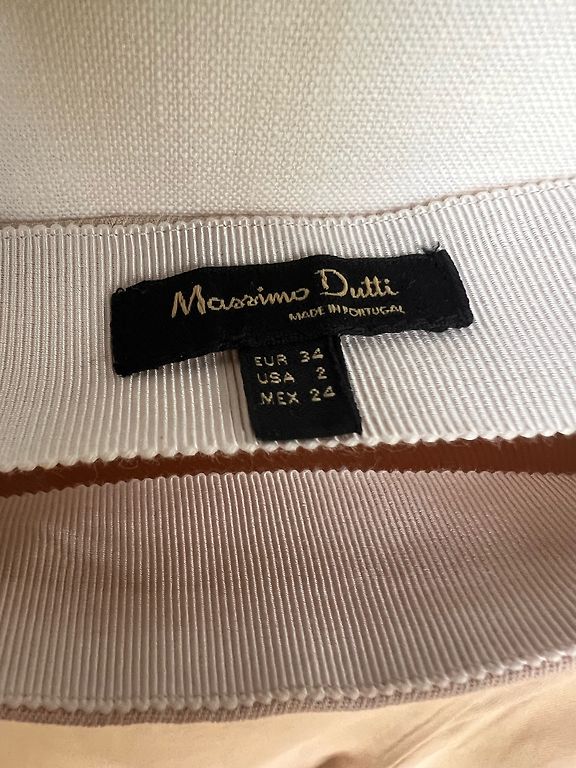 Massimo Dutti
MADE IN PORTUGAL
EUR 34
USA 2
MEX 24